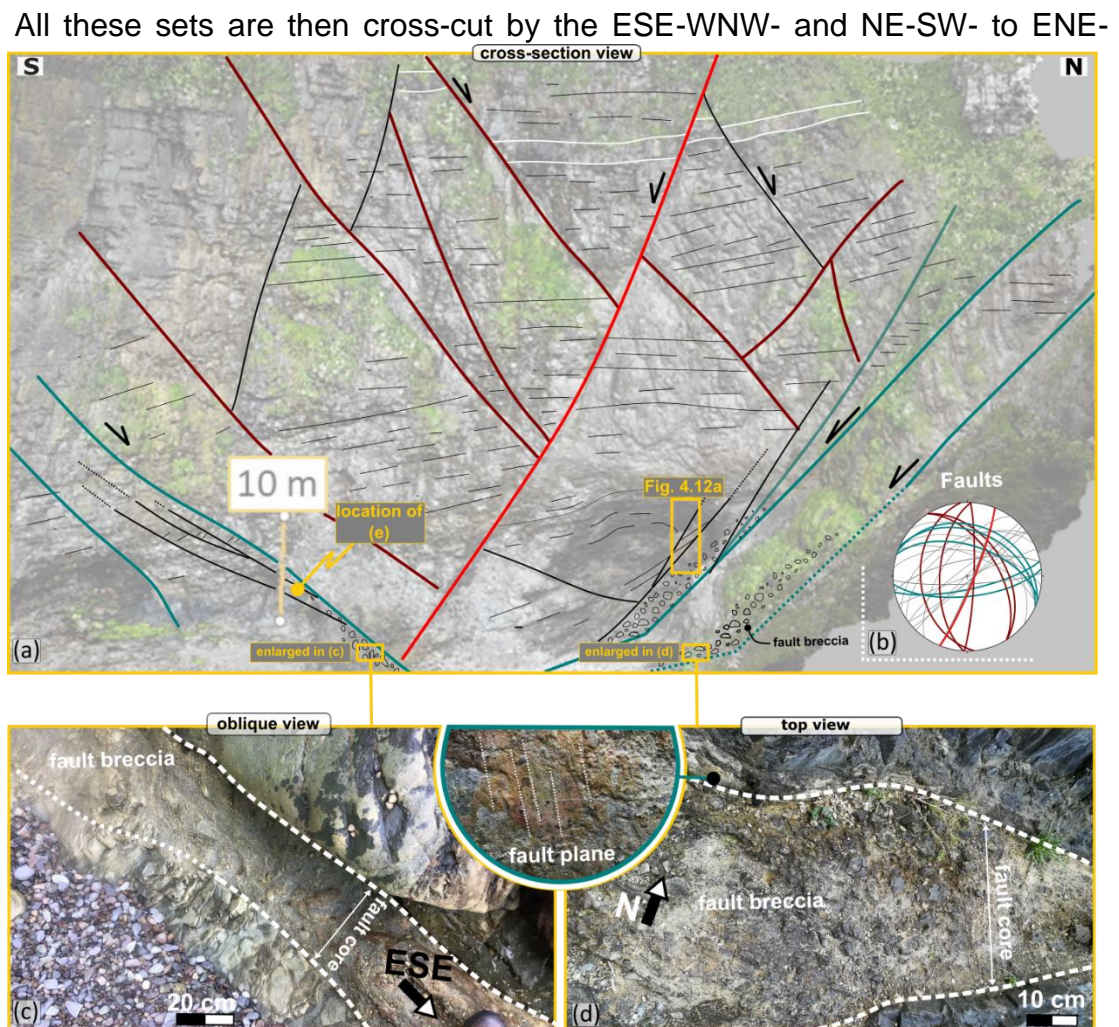 All these sets are then cross-cut by the ESE-WNW- and NE-SW- to ENE-
cross-section view
S
N
10 m
location of
(e)
Fig. 4.12a
Faults
fault breccia
(a)
enlarged in (c)
enlarged in (d)
(b)
oblique view
top view
fault breccia
fault plane
fault core
N
fault breccia
fault core
ESE
(c)
20 cm
(d)
10 cm